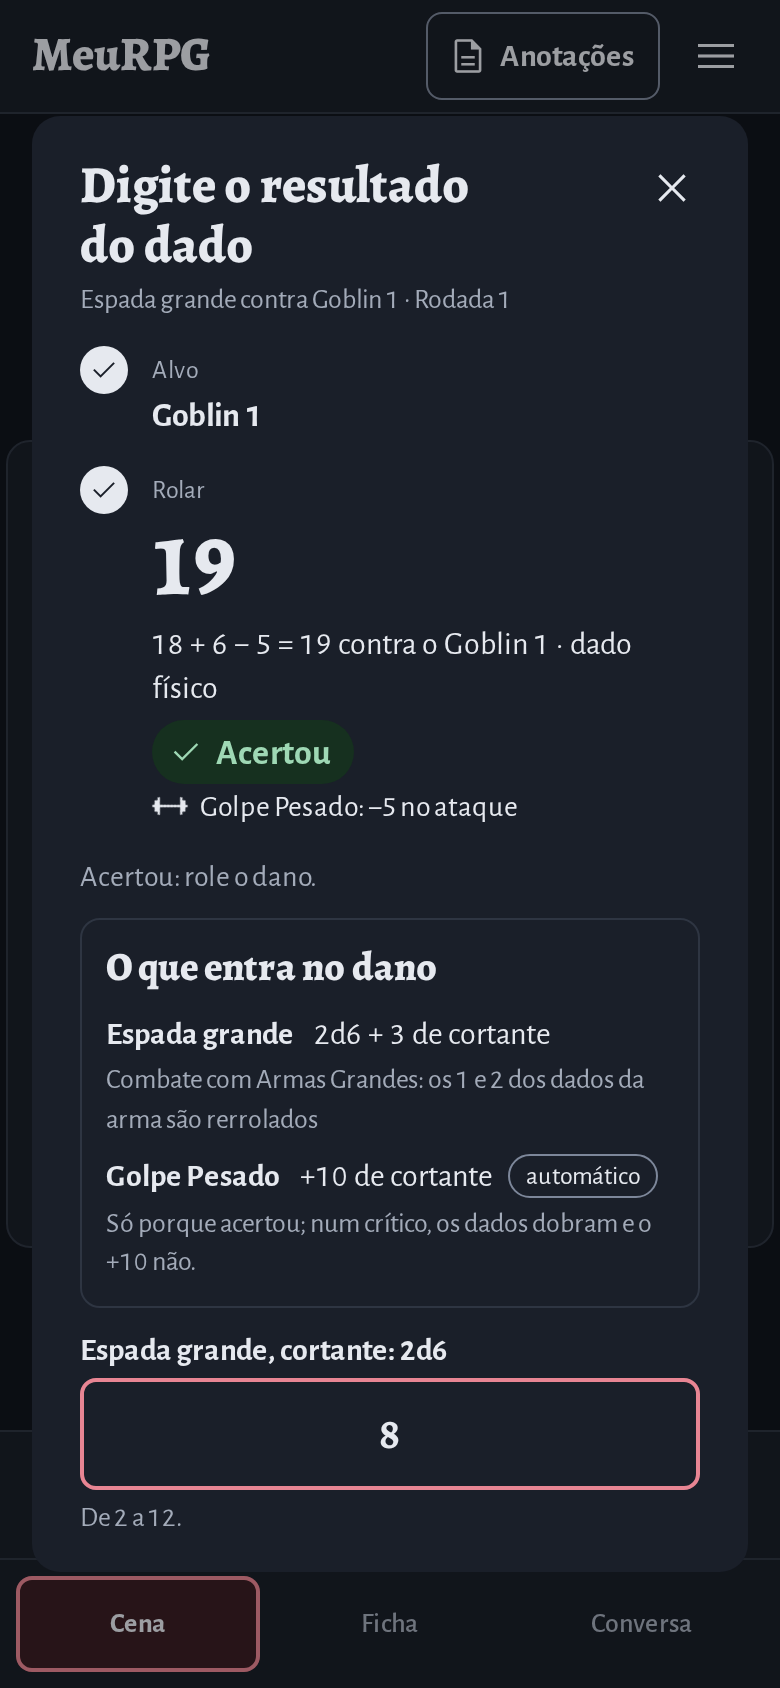 MeuRPG
Anotações
Digite o resultado
do dado
Espada grande contra Goblin 1 · Rodada 1
Alvo
Goblin 1
Rolar
19
18 + 6 − 5 = 19 contra o Goblin 1 · dado
físico
Acertou
Golpe Pesado: −5 no ataque
Acertou: role o dano.
O que entra no dano
Espada grande 2d6 + 3 de cortante
Combate com Armas Grandes: os 1 e 2 dos dados da
arma são rerrolados
Golpe Pesado +10 de cortante automático
Só porque acertou; num crítico, os dados dobram e o
+10 não.
Espada grande, cortante: 2d6
8
De 2 a 12.
Cena
Ficha
Conversa